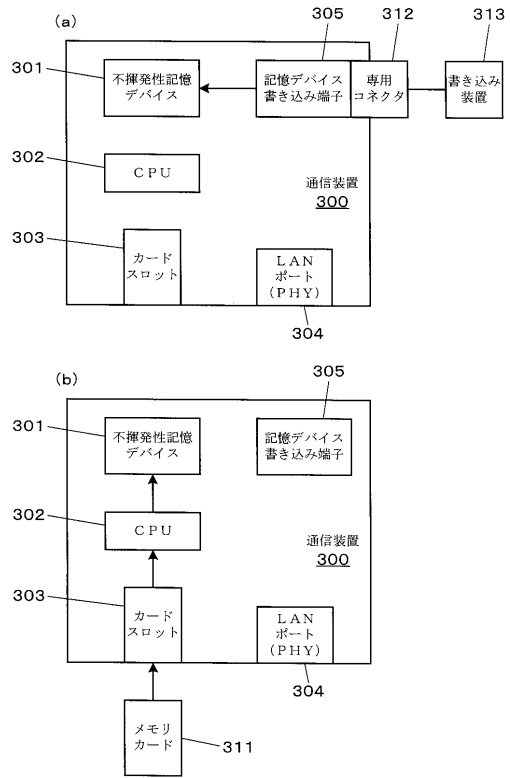 (a)
305
312
313
301
不揮発性記憶
デバイス
記憶デバイス
書き込み端子
専用
コネクタ
書き込み
装置
302
CPU
通信装置
300
303
カード
スロット
LAN
ポート
(PHY)
304
(b)
305
301
不揮発性記憶
デバイス
記憶デバイス
書き込み端子
302
CPU
通信装置
300
303
カード
スロット
LAN
ポート
(PHY)
304
メモリ
カード
311